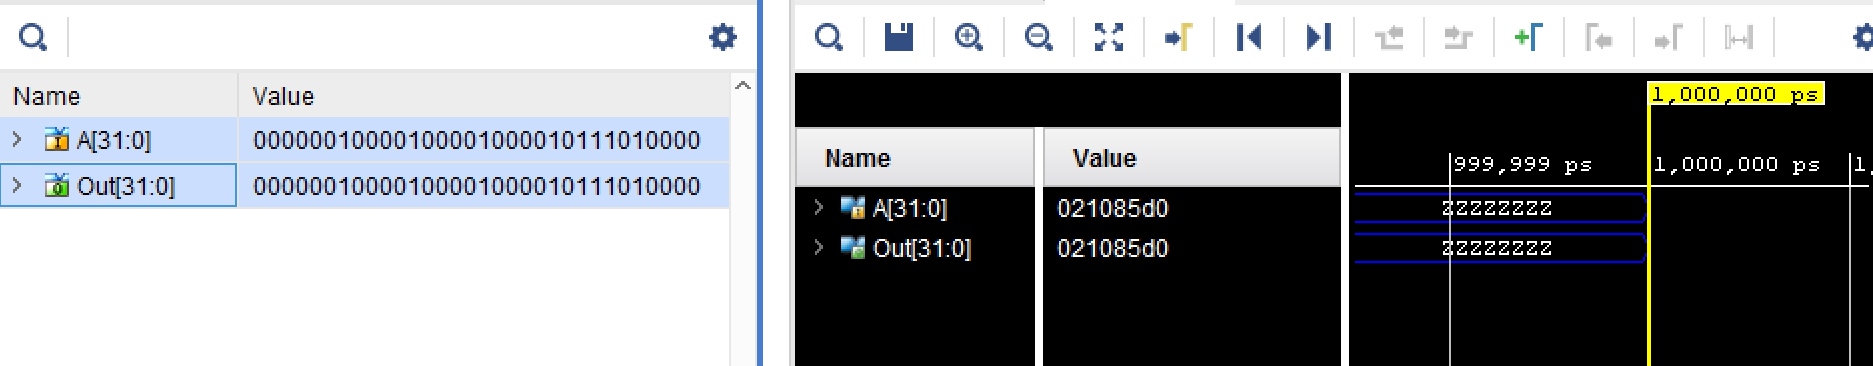 Name Value
A[31:0] 00000010000100001000010111010000
Out[31:0] 00000010000100001000010111010000
1,000,000 ps
Name Value
999,999 ps 1,000,000 ps 1,
A[31:0] 021085d0 ZZZZZZZZ
Out[31:0] 021085d0 ZZZZZZZZ